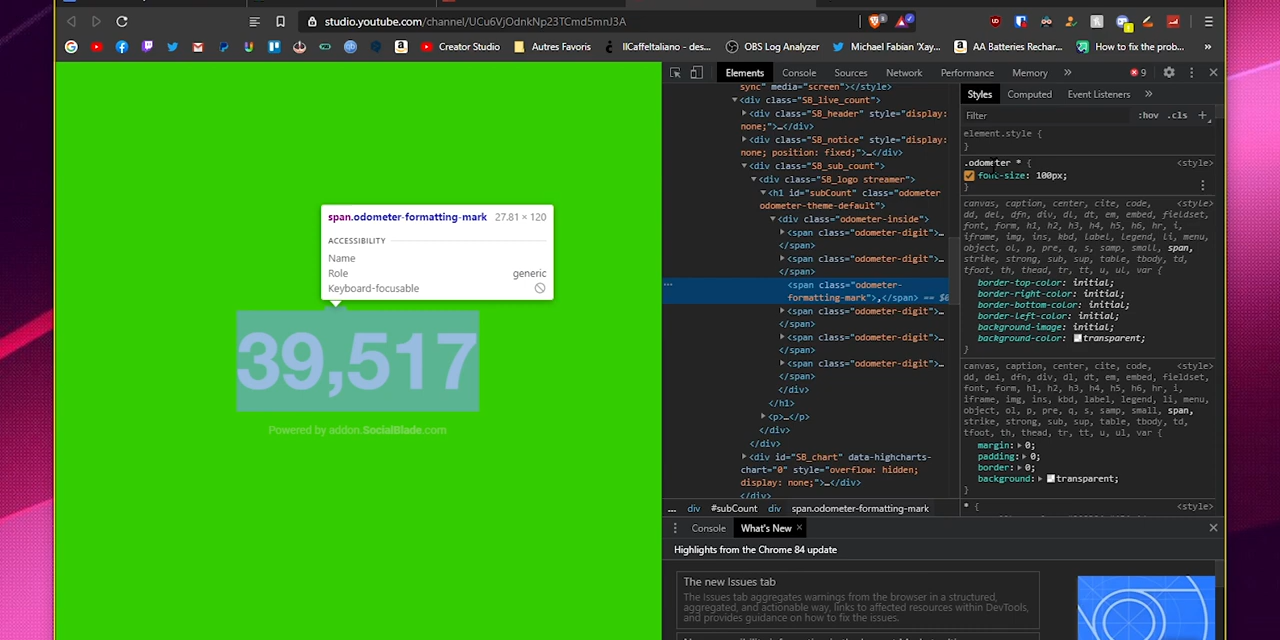 studio.youtube.com/channel/UCu6VjOdnkNp23TCmd5mnJ3A
Creator Studio
Autres Favoris
IlCaffeItaliano - des...
OBS Log Analyzer
Michael Fabian 'Xay...
AA Batteries Rechar...
How to fix the prob...
»
Elements Console Sources Network Performance Memory » 9
sync" media="screen"></style>
▼<div class="SB_live_count">
▶<div class="SB_header" style="display:
none;">…</div>
▶<div class="SB_notice" style="display:
none; position: fixed;">…</div>
▼<div class="SB_sub_count">
▼<div class="SB_logo streamer">
▼<h1 id="subCount" class="odometer
odometer-theme-default">
▼<div class="odometer-inside">
▶<span class="odometer-digit">…
</span>
▶<span class="odometer-digit">…
</span>
<span class="odometer-
formatting-mark">,</span> == $0
▶<span class="odometer-digit">…
</span>
▶<span class="odometer-digit">…
</span>
▶<span class="odometer-digit">…
</span>
</div>
</h1>
▶<p>…</p>
</div>
</div>
▶<div id="SB_chart" data-highcharts-
chart="0" style="overflow: hidden;
display: none;">…</div>
</div>
... div #subCount div span.odometer-formatting-mark
Styles Computed Event Listeners »
Filter :hov .cls +
element.style {
}
.odometer * { <style>
font-size: 100px;
}
canvas, caption, center, cite, code, <style>
dd, del, dfn, div, dl, dt, em, embed, fieldset,
font, form, h1, h2, h3, h4, h5, h6, hr, i,
iframe, img, ins, kbd, label, legend, li, menu,
object, ol, p, pre, q, s, samp, small, span,
strike, strong, sub, sup, table, tbody, td,
tfoot, th, thead, tr, tt, u, ul, var {
border-top-color: initial;
border-right-color: initial;
border-bottom-color: initial;
border-left-color: initial;
background-image: initial;
background-color: transparent;
}
canvas, caption, center, cite, code, <style>
dd, del, dfn, div, dl, dt, em, embed, fieldset,
font, form, h1, h2, h3, h4, h5, h6, hr, i,
iframe, img, ins, kbd, label, legend, li, menu,
object, ol, p, pre, q, s, samp, small, span,
strike, strong, sub, sup, table, tbody, td,
tfoot, th, thead, tr, tt, u, ul, var {
margin: 0;
padding: 0;
border: 0;
background: transparent;
}
* { <style>
span.odometer-formatting-mark 27.81 × 120
ACCESSIBILITY
Name
Role generic
Keyboard-focusable
39,517
Powered by addon.SocialBlade.com
Console What's New ×
Highlights from the Chrome 84 update
The new Issues tab
The Issues tab aggregates warnings from the browser in a structured,
aggregated, and actionable way, links to affected resources within DevTools,
and provides guidance on how to fix the issues.